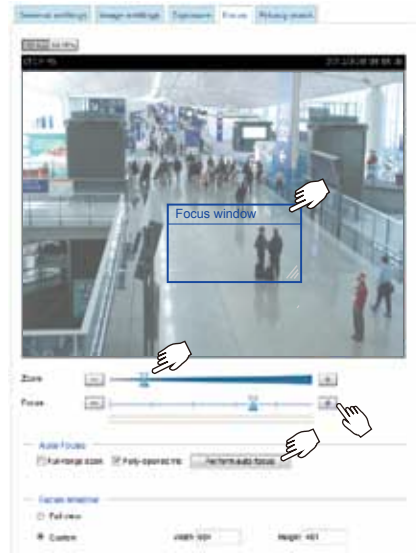 General settings Image settings Exposure Focus Privacy mask
Focus window
Zoom
Focus
Auto Focus
Full-range scan Fully-opened iris Perform auto focus
Focus window
Full view
Custom Width Height